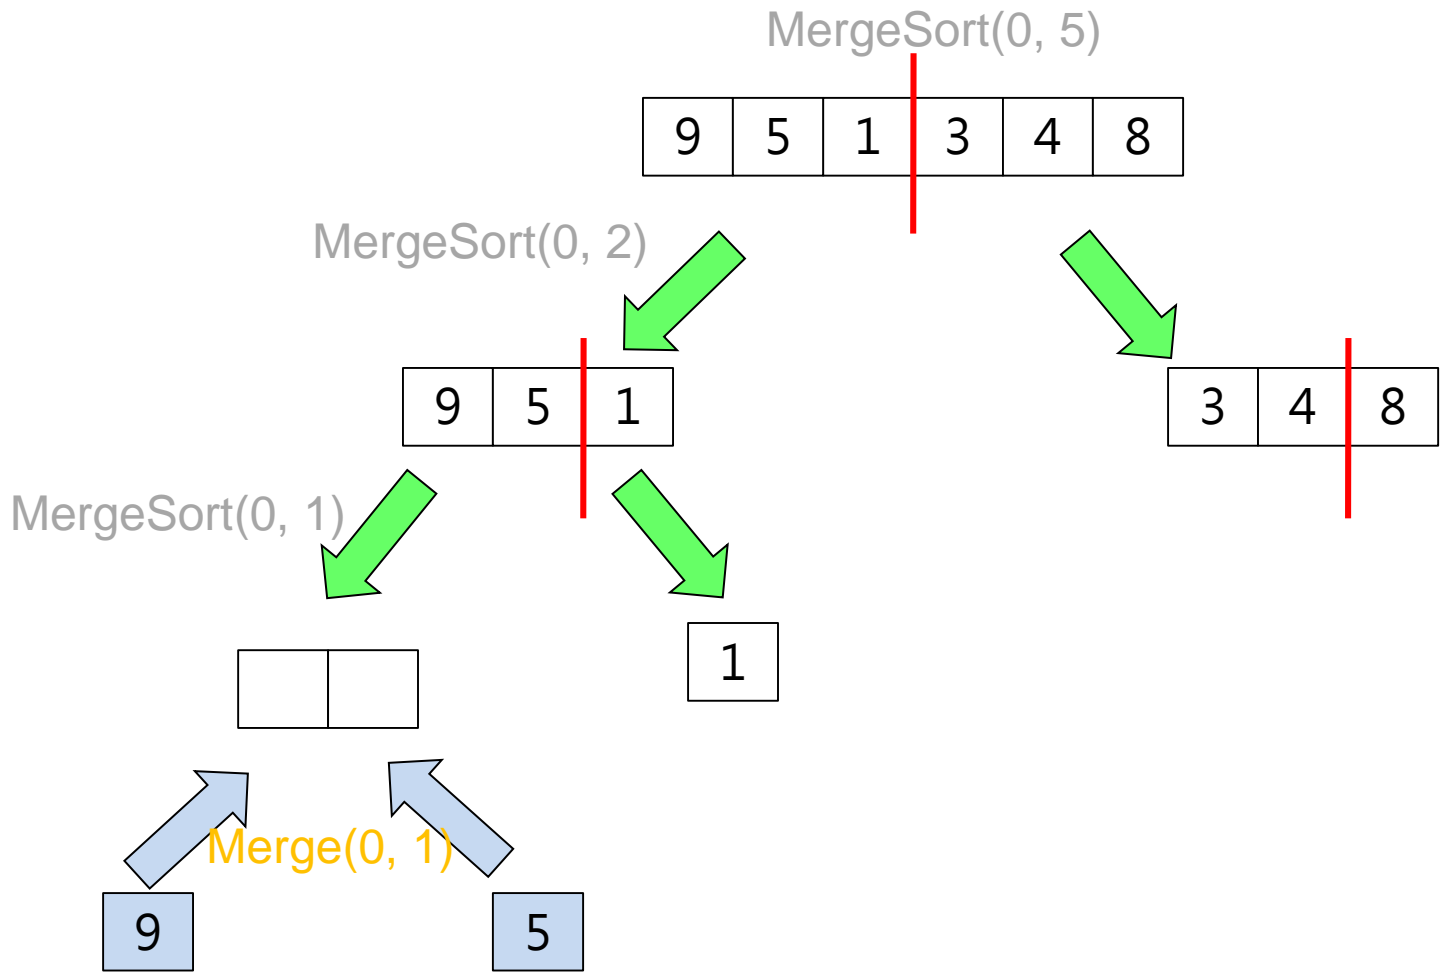 MergeSort(0, 5)
9 5 1 3 4 8
MergeSort(0, 2)
9 5 1
3 4 8
MergeSort(0, 1)
1
Merge(0, 1)
9
5